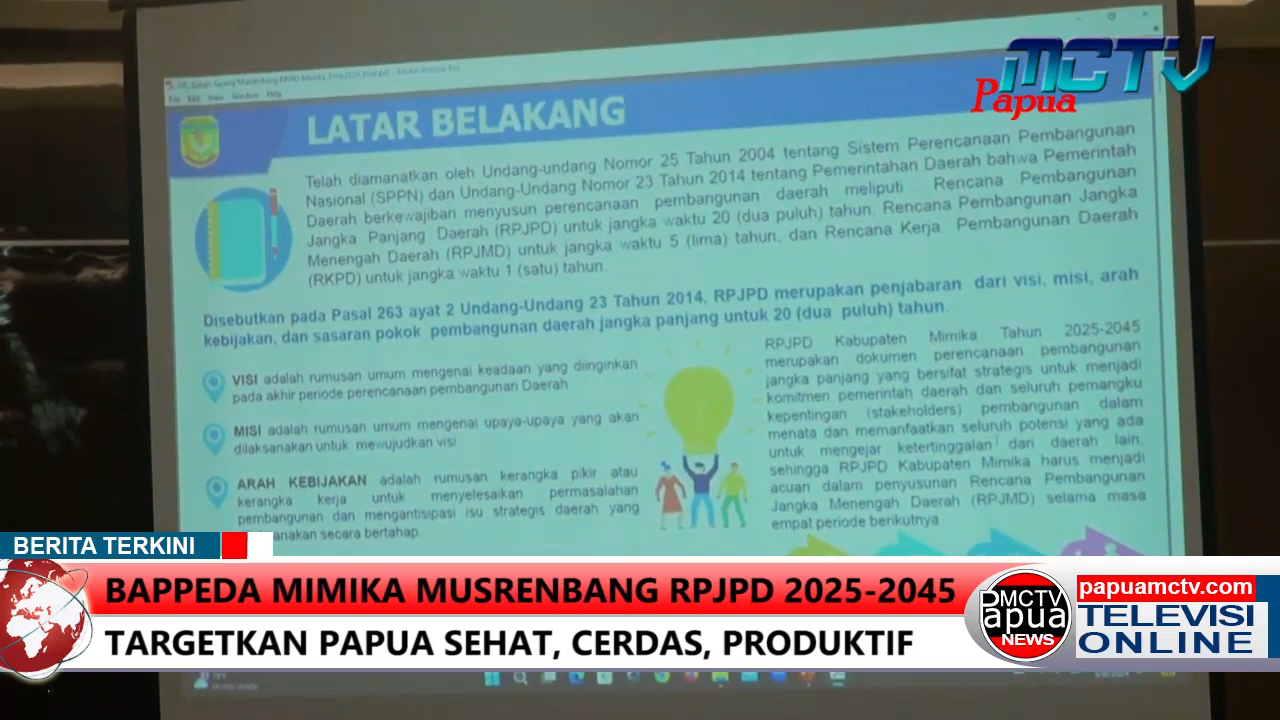 MCTV
Papua
File Edit View Window Help
LATAR BELAKANG
Telah diamanatkan oleh Undang-undang Nomor 25 Tahun 2004 tentang Sistem Perencanaan Pembangunan
Nasional (SPPN) dan Undang-Undang Nomor 23 Tahun 2014 tentang Pemerintahan Daerah bahwa Pemerintah
Daerah berkewajiban menyusun perencanaan pembangunan daerah meliputi : Rencana Pembangunan
Jangka Panjang Daerah (RPJPD) untuk jangka waktu 20 (dua puluh) tahun, Rencana Pembangunan Jangka
Menengah Daerah (RPJMD) untuk jangka waktu 5 (lima) tahun, dan Rencana Kerja Pembangunan Daerah
(RKPD) untuk jangka waktu 1 (satu) tahun.
Disebutkan pada Pasal 263 ayat 2 Undang-Undang 23 Tahun 2014, RPJPD merupakan penjabaran dari visi, misi, arah
kebijakan, dan sasaran pokok pembangunan daerah jangka panjang untuk 20 (dua puluh) tahun.
VISI adalah rumusan umum mengenai keadaan yang diinginkan
pada akhir periode perencanaan pembangunan Daerah
MISI adalah rumusan umum mengenai upaya-upaya yang akan
dilaksanakan untuk mewujudkan visi
ARAH KEBIJAKAN adalah rumusan kerangka pikir atau
kerangka kerja untuk menyelesaikan permasalahan
pembangunan dan mengantisipasi isu strategis daerah yang
anakan secara bertahap.
RPJPD Kabupaten Mimika Tahun 2025-2045
merupakan dokumen perencanaan pembangunan
jangka panjang yang bersifat strategis untuk menjadi
komitmen pemerintah daerah dan seluruh pemangku
kepentingan (stakeholders) pembangunan dalam
menata dan memanfaatkan seluruh potensi yang ada
untuk mengejar ketertinggalan dari daerah lain,
sehingga RPJPD Kabupaten Mimika harus menjadi
acuan dalam penyusunan Rencana Pembangunan
Jangka Menengah Daerah (RPJMD) selama masa
empat periode berikutnya
BERITA TERKINI
BAPPEDA MIMIKA MUSRENBANG RPJPD 2025-2045
TARGETKAN PAPUA SEHAT, CERDAS, PRODUKTIF
MCTV
Papua
NEWS
papuamctv.com
TELEVISI
ONLINE